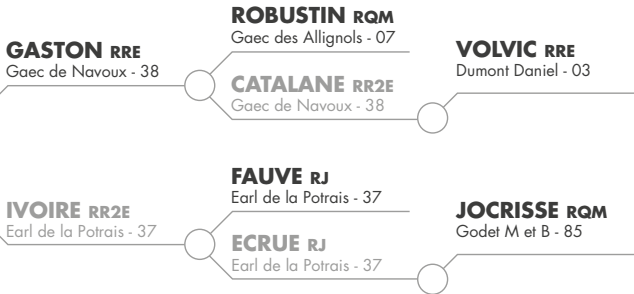 GASTON RRE
Gaec de Navoux - 38
ROBUSTIN RQM
Gaec des Allignols - 07
CATALANE RR2E
Gaec de Navoux - 38
VOLVIC RRE
Dumont Daniel - 03
IVOIRE RR2E
Earl de la Potrais - 37
FAUVE RJ
Earl de la Potrais - 37
ECRUE RJ
Earl de la Potrais - 37
JOCRISSE RQM
Godet M et B - 85